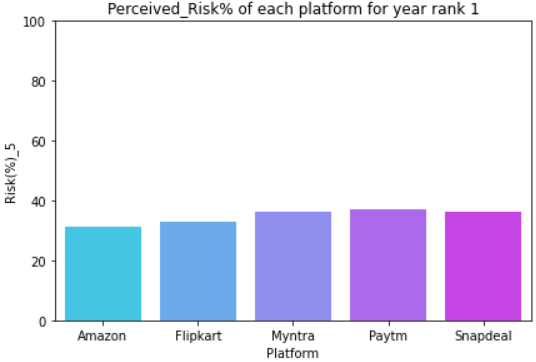 Perceived_Risk% of each platform for year rank 1
100
80
60
40
20
0
Risk(%)_5
Amazon Flipkart Myntra Paytm Snapdeal
Platform